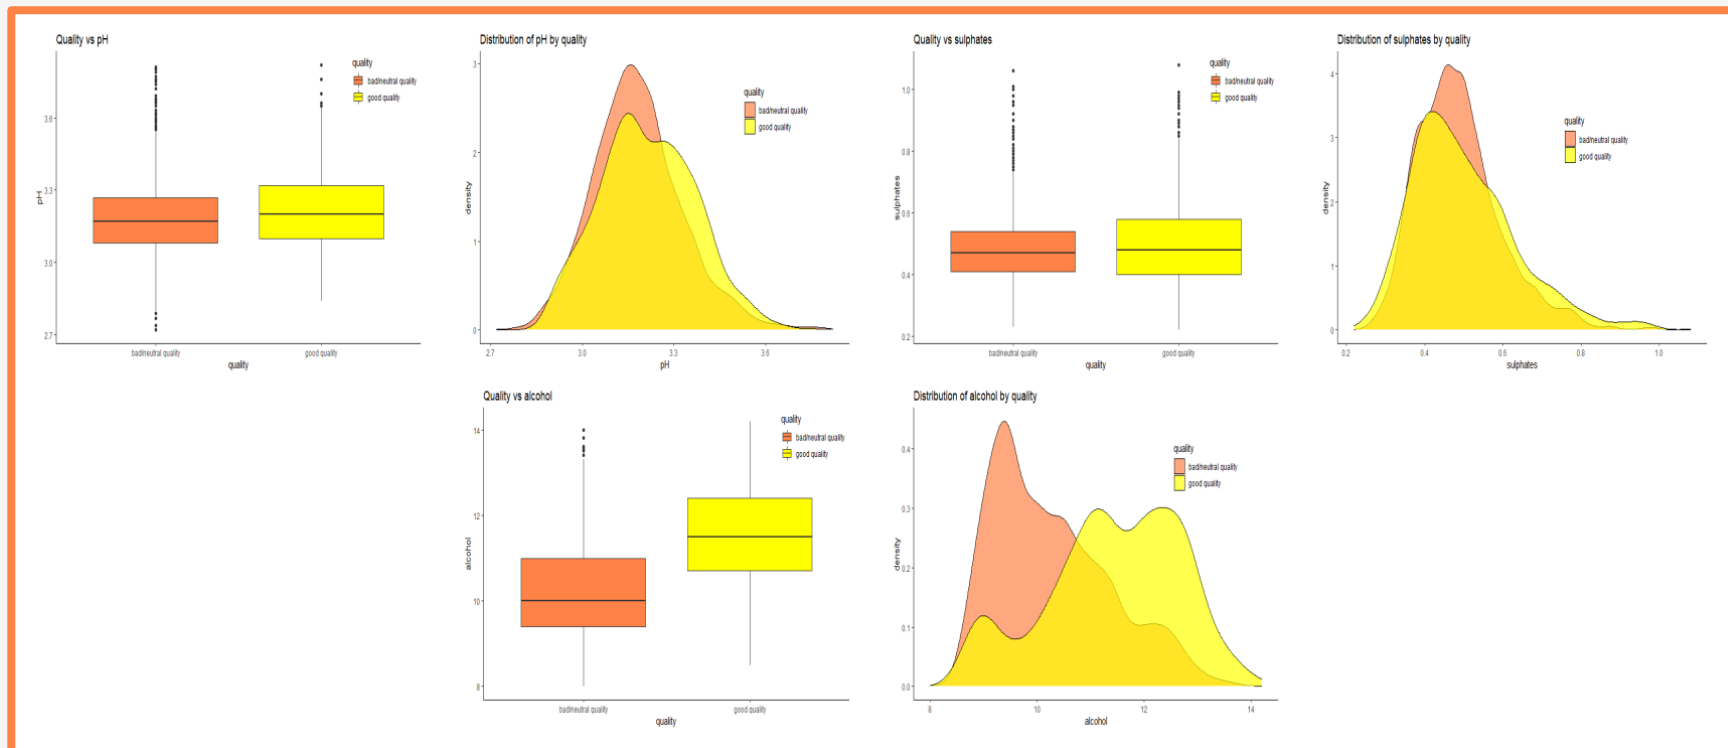 Quality vs pH
quality
bad/neutral quality
good quality
3.6
3.3
3.0
2.7
pH
bad/neutral quality
good quality
quality
Distribution of pH by quality
quality
bad/neutral quality
good quality
3
2
1
0
density
2.7
3.0
3.3
3.6
pH
Quality vs sulphates
quality
bad/neutral quality
good quality
1.0
0.8
0.6
0.4
0.2
sulphates
bad/neutral quality
good quality
quality
Distribution of sulphates by quality
quality
bad/neutral quality
good quality
4
3
2
1
0
density
0.2
0.4
0.6
0.8
1.0
sulphates
Quality vs alcohol
quality
bad/neutral quality
good quality
14
12
10
8
alcohol
bad/neutral quality
good quality
quality
Distribution of alcohol by quality
quality
bad/neutral quality
good quality
0.4
0.3
0.2
0.1
0.0
density
8
10
12
14
alcohol